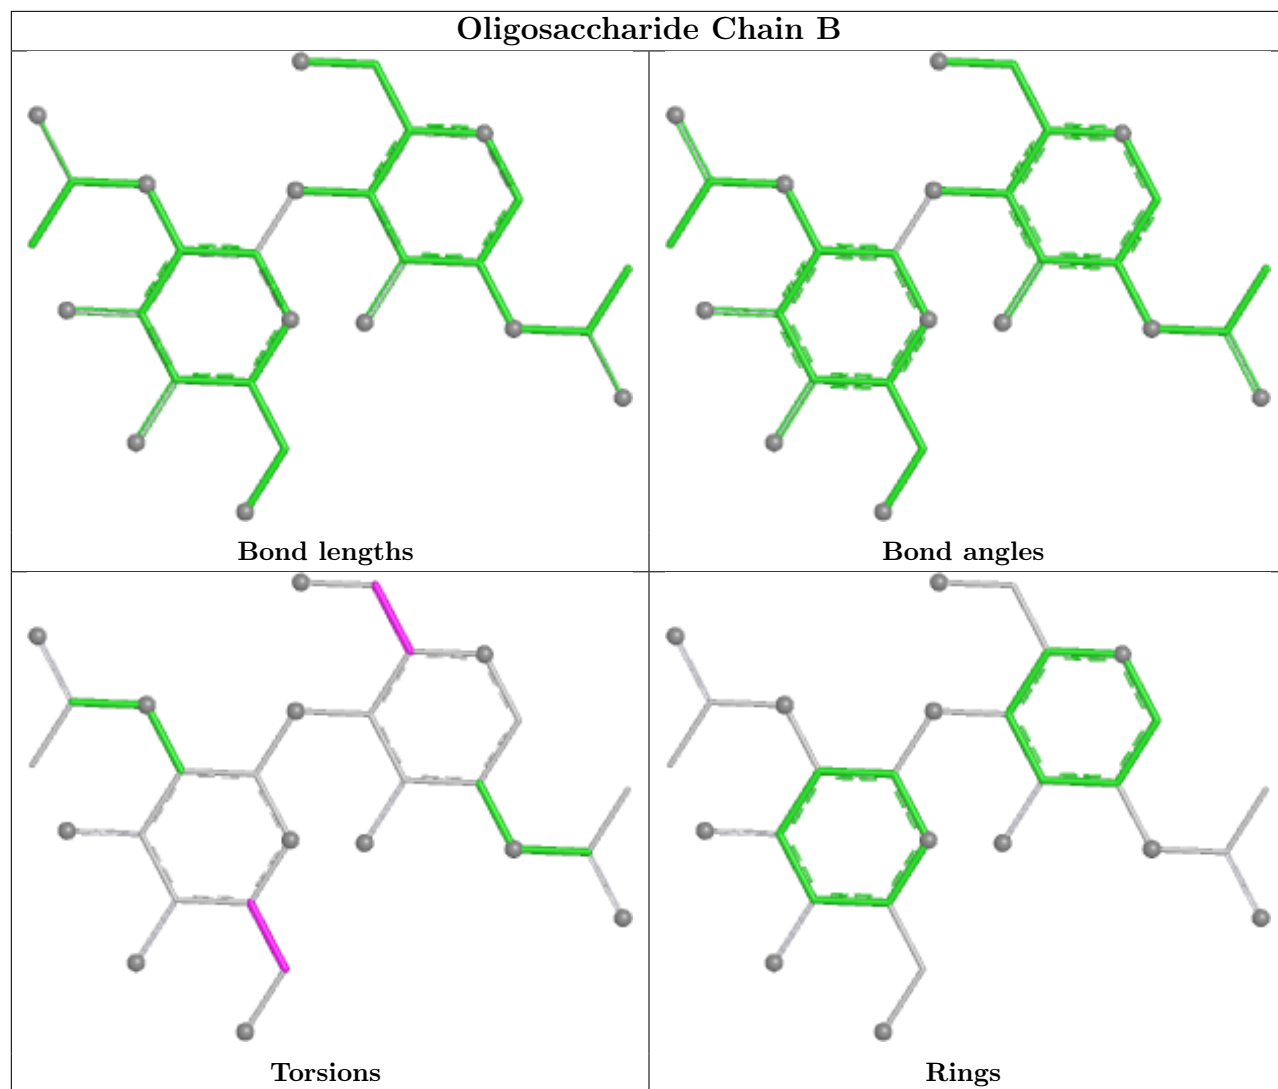 Oligosaccharide Chain B
Bond lengths
Bond angles
Torsions
Rings